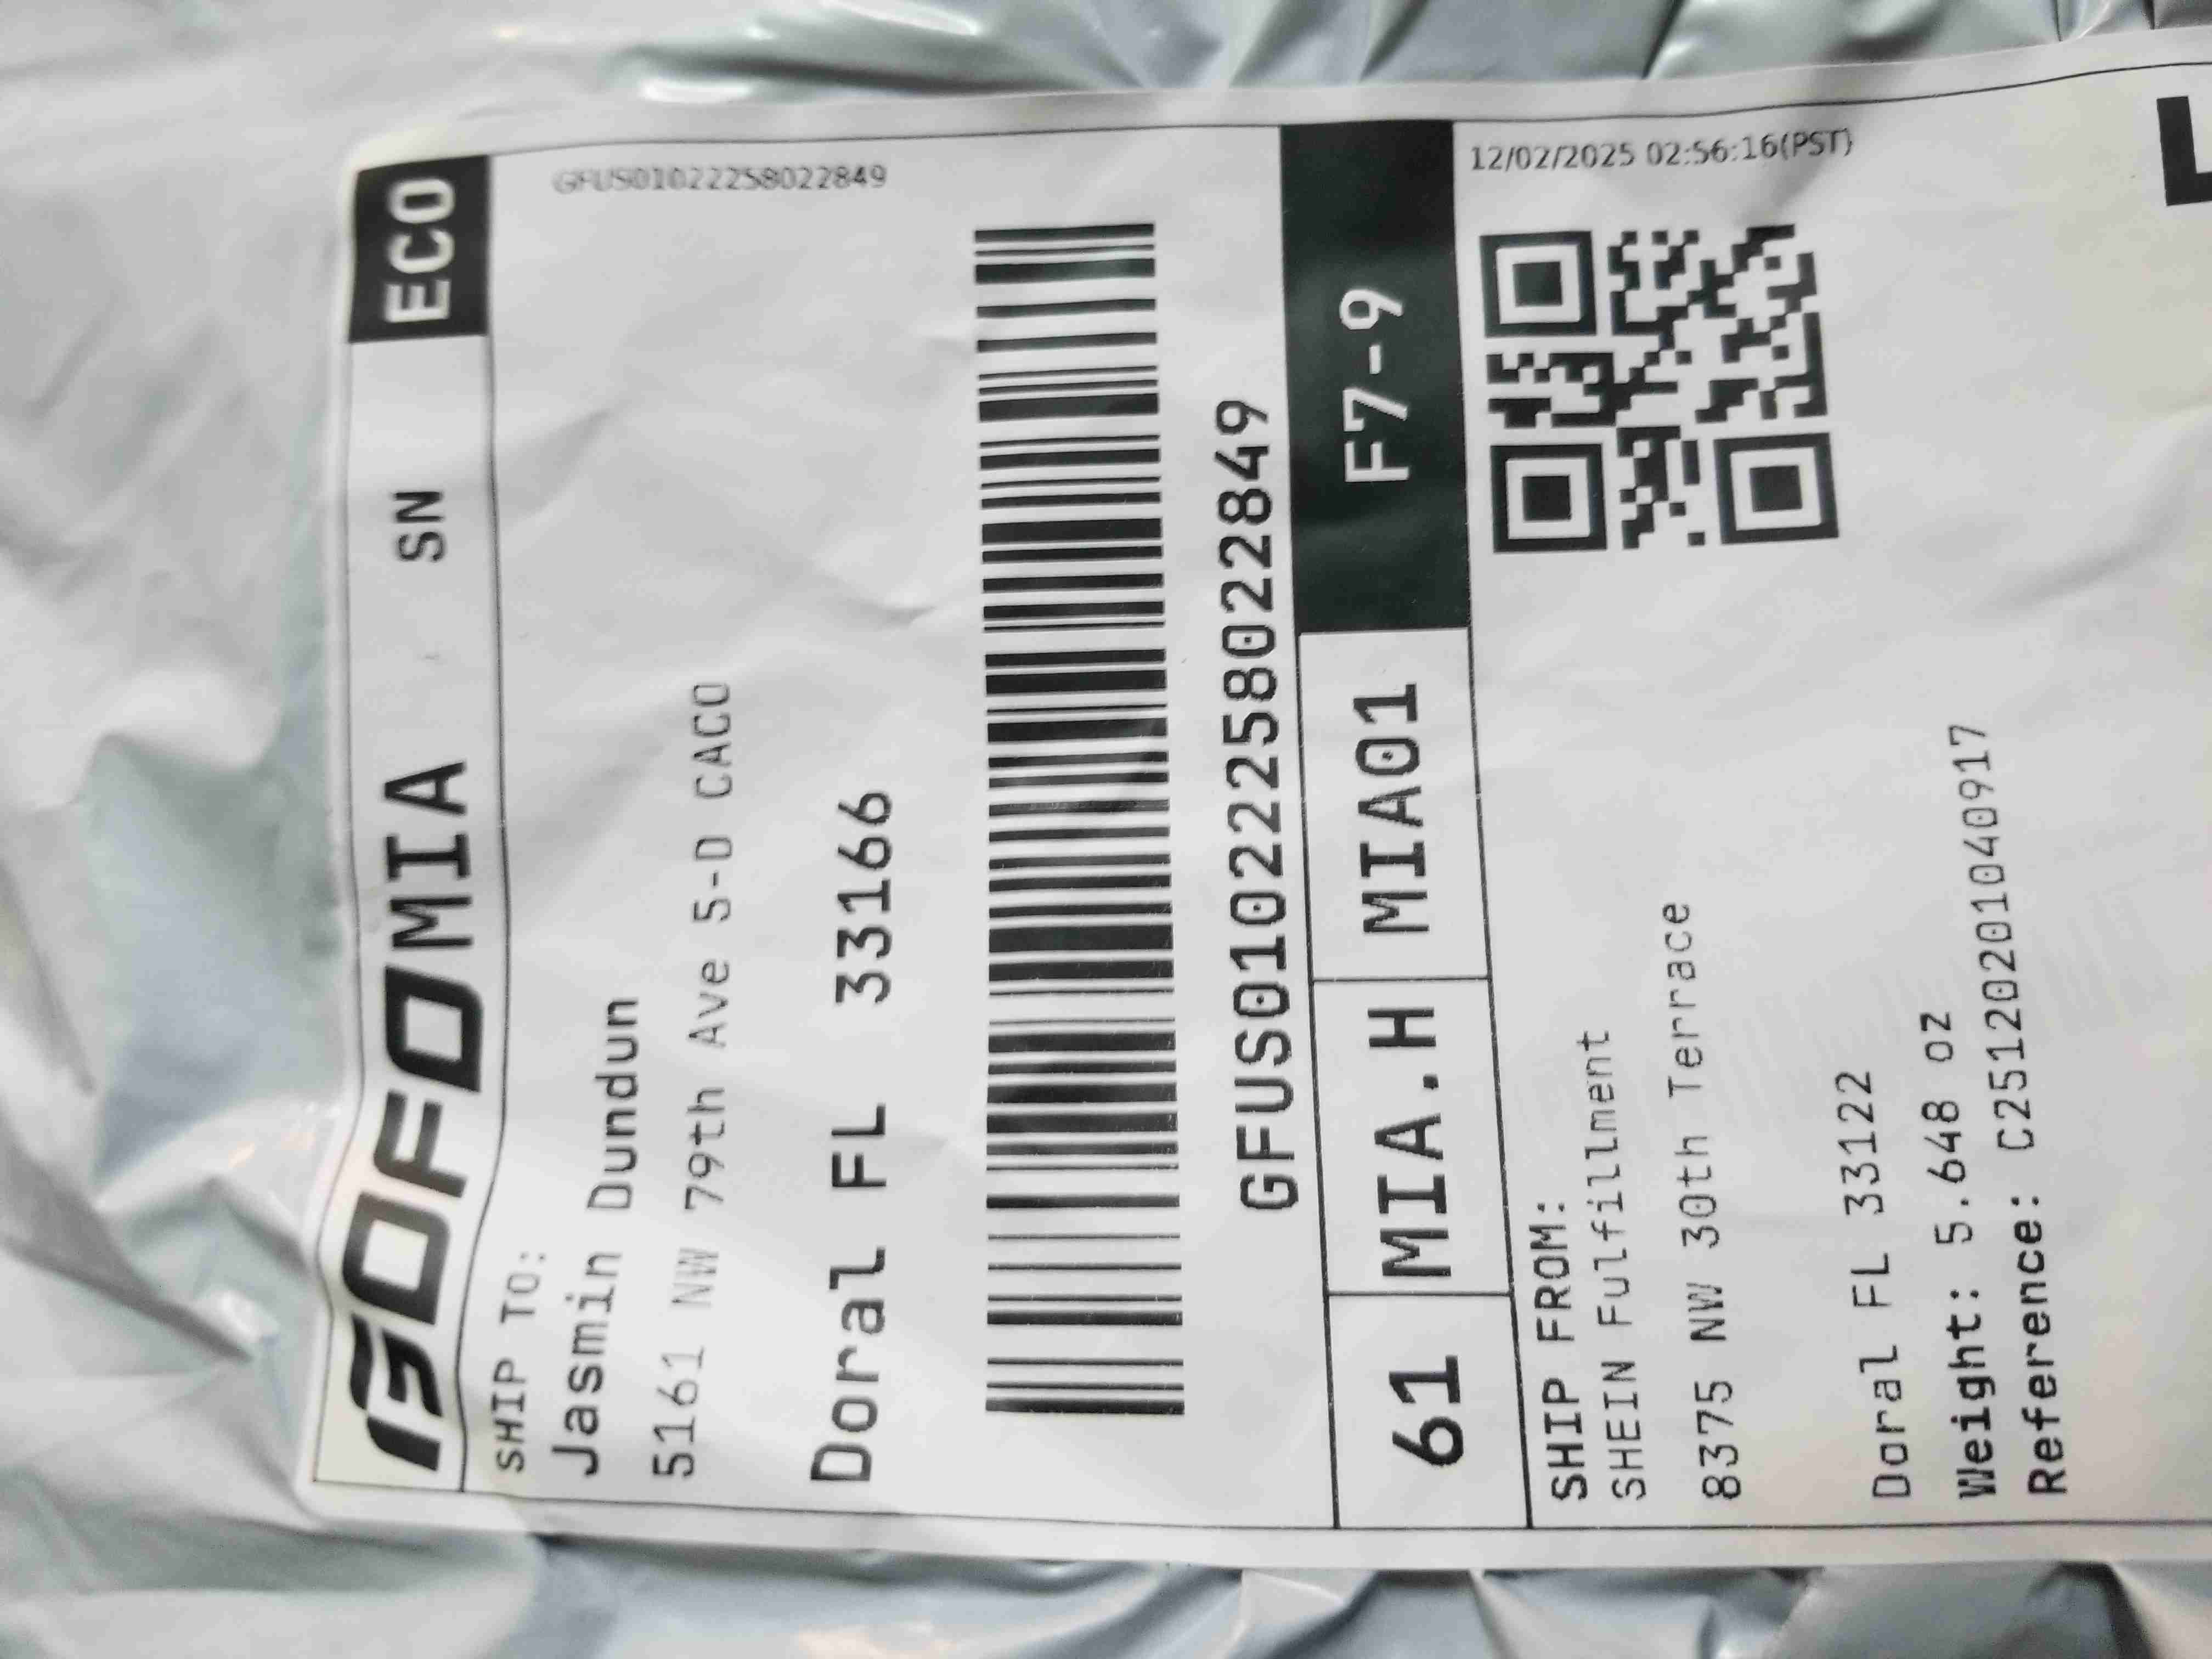 GOFO MIA SN ECO
GFUS01022258022849
SHIP TO:
Jasmin Dundun
5161 NW 79th Ave 5-D CACO
Doral FL 33166
GFUS01022258022849
61 MIA.H MIA01 F7-9
12/02/2025 02:56:16(PST)
SHIP FROM:
SHEIN Fulfillment
8375 NW 30th Terrace
Doral FL 33122
Weight: 5.648 oz
Reference: C25120201040917